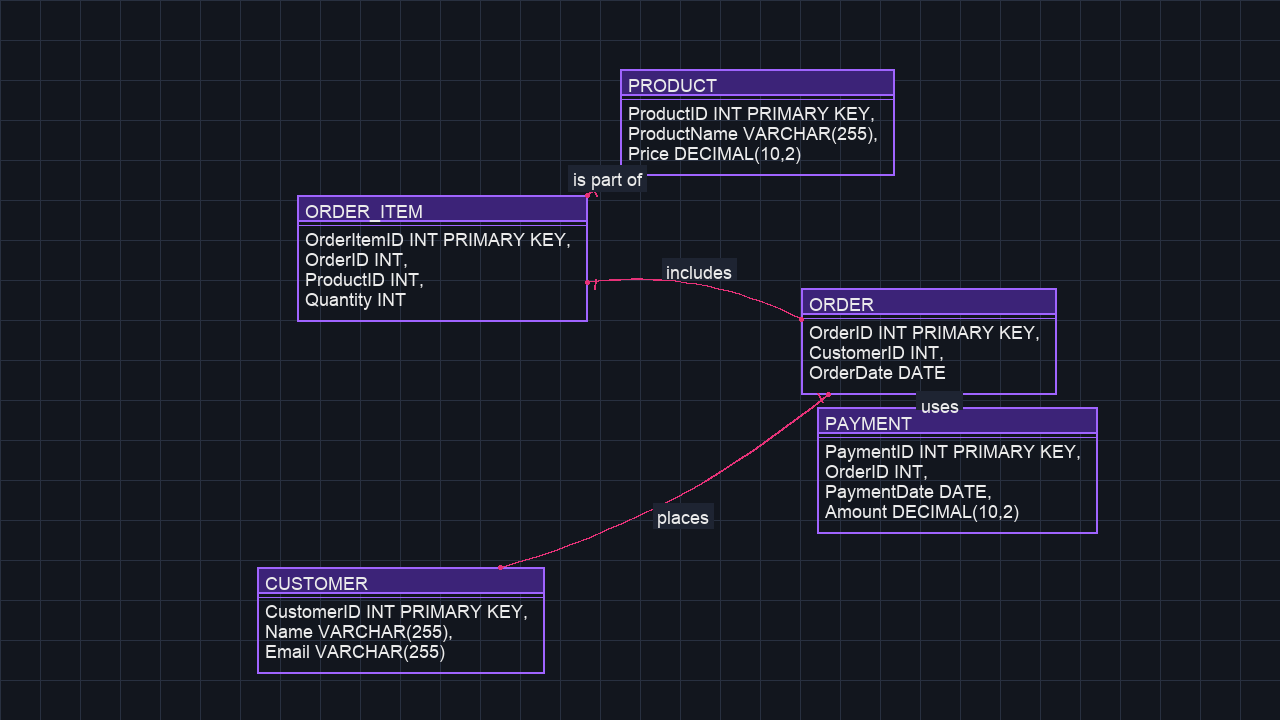 PRODUCT
ProductID INT PRIMARY KEY,
ProductName VARCHAR(255),
Price DECIMAL(10,2)
is part of
ORDER_ITEM
OrderItemID INT PRIMARY KEY,
OrderID INT,
ProductID INT,
Quantity INT
includes
ORDER
OrderID INT PRIMARY KEY,
CustomerID INT,
OrderDate DATE
uses
PAYMENT
PaymentID INT PRIMARY KEY,
OrderID INT,
PaymentDate DATE,
Amount DECIMAL(10,2)
places
CUSTOMER
CustomerID INT PRIMARY KEY,
Name VARCHAR(255),
Email VARCHAR(255)